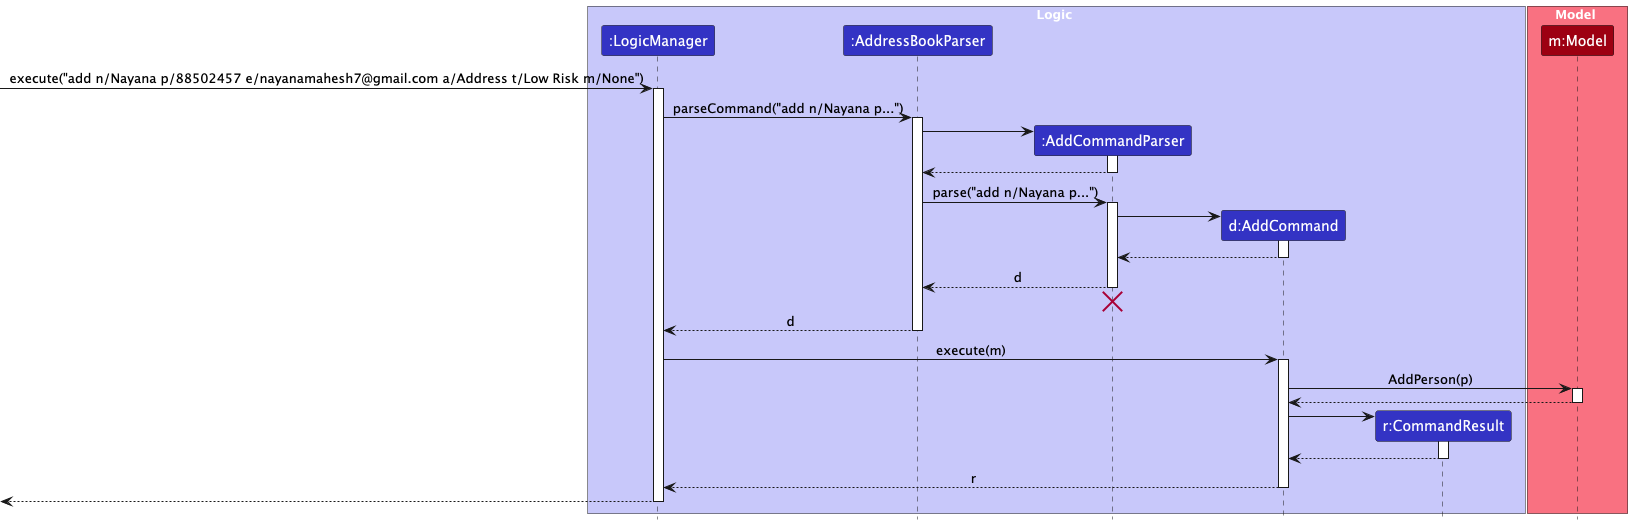 Logic
Model
:LogicManager
:AddressBookParser
m:Model
execute("add n/Nayana p/88502457 e/nayanamahesh7@gmail.com a/Address t/Low Risk m/None")
parseCommand("add n/Nayana p...")
:AddCommandParser
parse("add n/Nayana p...")
d:AddCommand
d
d
execute(m)
AddPerson(p)
r:CommandResult
r